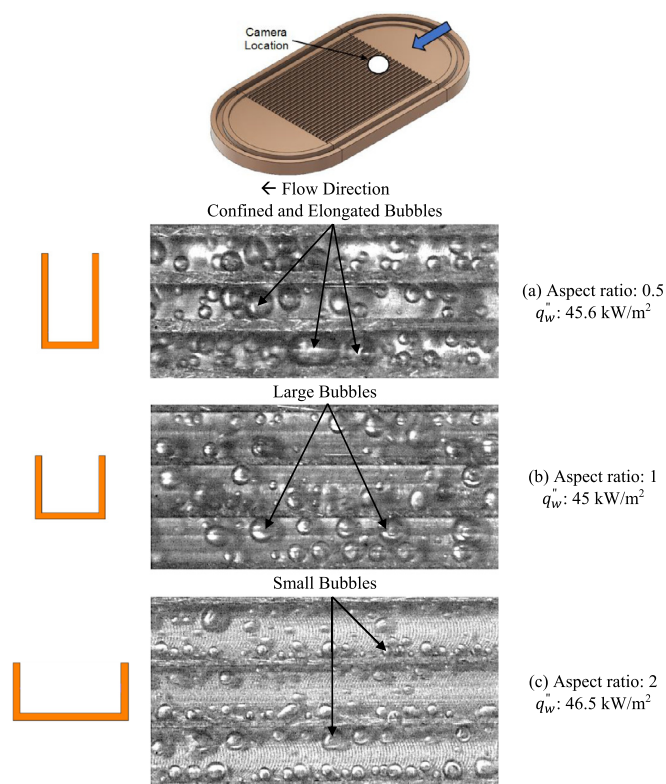 Camera
Location
← Flow Direction
Confined and Elongated Bubbles
(a) Aspect ratio: 0.5
q"w: 45.6 kW/m²
Large Bubbles
(b) Aspect ratio: 1
q"w: 45 kW/m²
Small Bubbles
(c) Aspect ratio: 2
q"w: 46.5 kW/m²